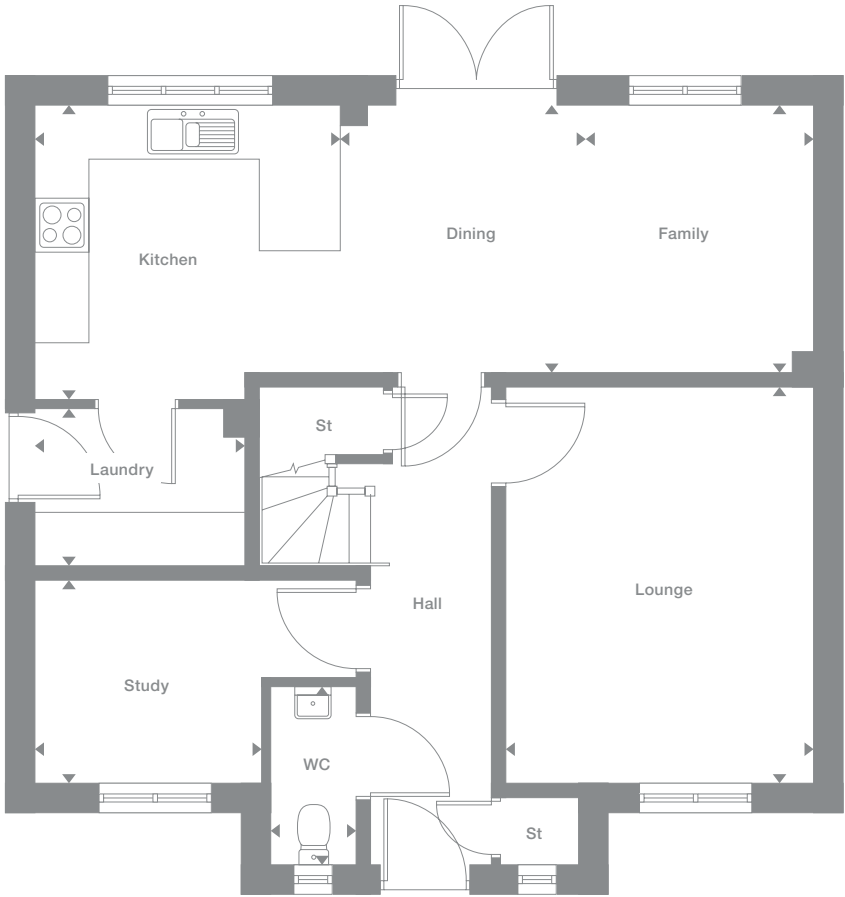 Dining
Family
Kitchen
St
Laundry
Lounge
Hall
Study
WC
St